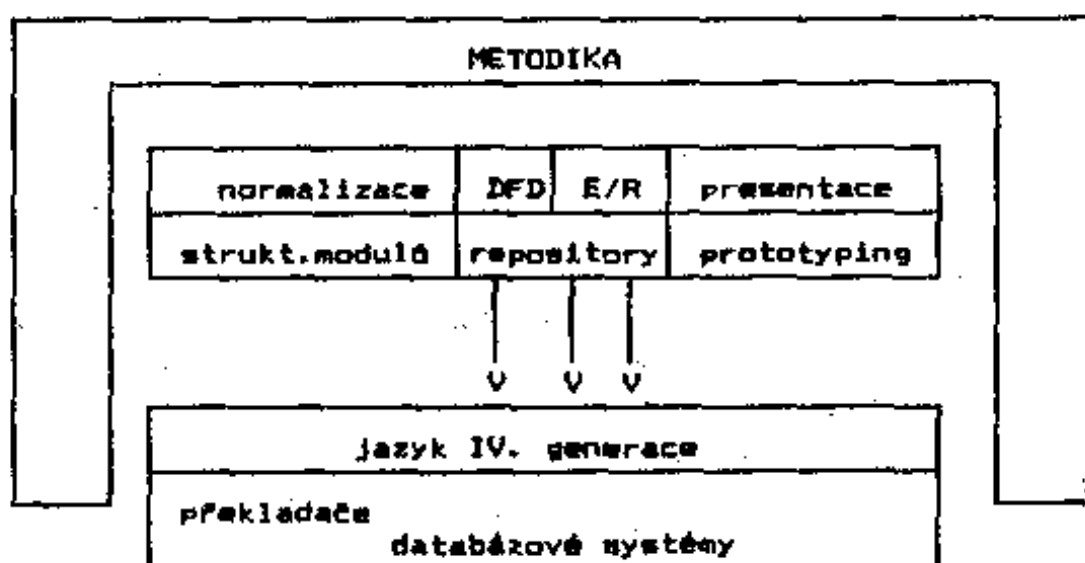 METODIKA
normalizace DFD E/R presentace
strukt.modulů repository prototyping
V V V
jazyk IV. generace
překladače
databázové systémy